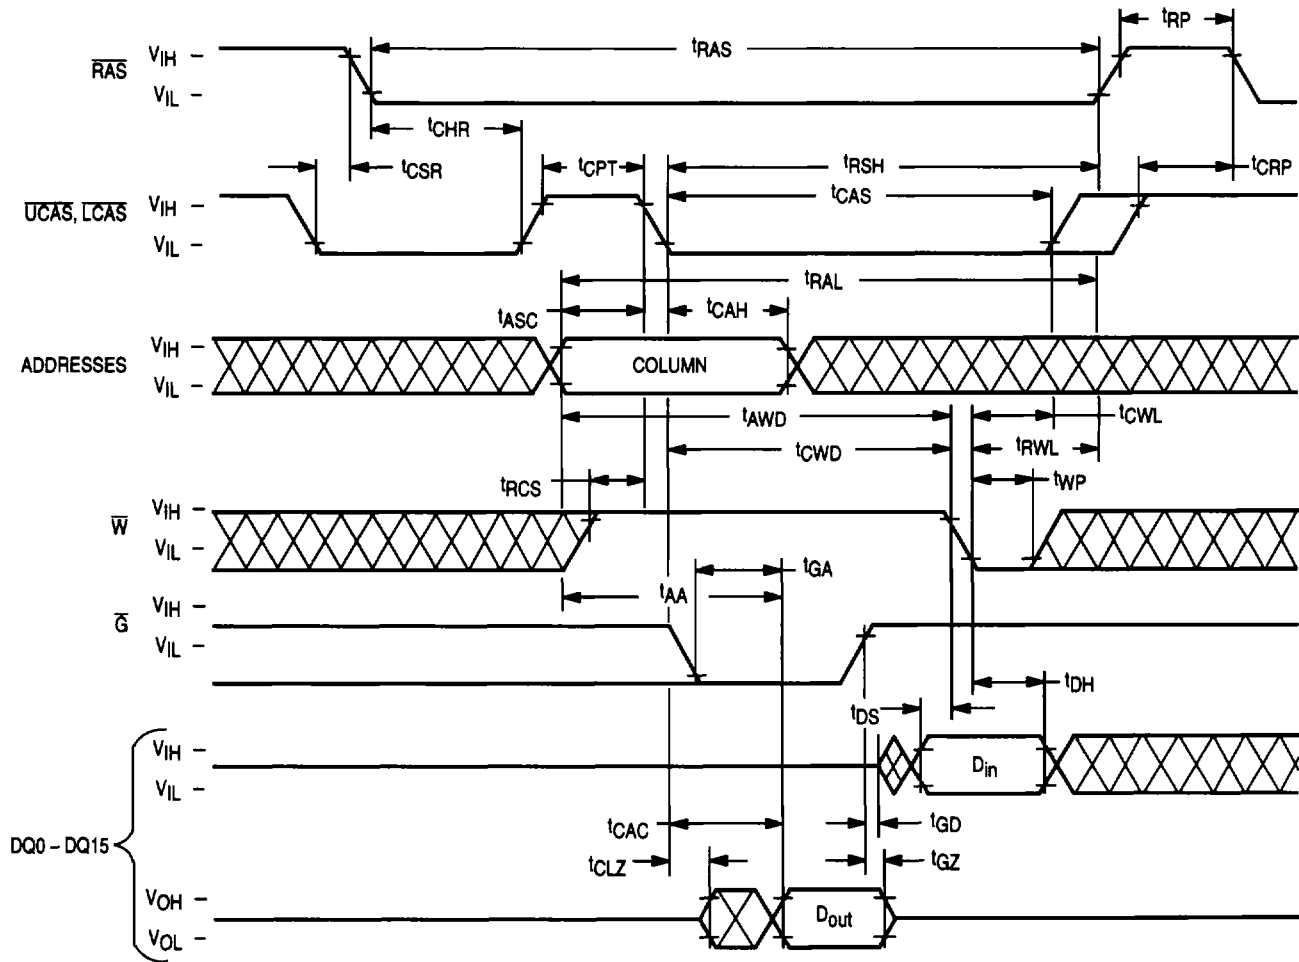 tRP
RAS
VIH
VIL
tRAS
tCHR
tCSR
tCPT
tRSH
tCRP
tCAS
UCAS, LCAS
VIH
VIL
tRAL
tASC
tCAH
ADDRESSES
VIH
VIL
COLUMN
tAWD
tCWL
tCWD
tRWL
tRCS
tWP
W
VIH
VIL
tGA
tAA
G
VIH
VIL
tDH
tDS
DQ0 – DQ15
VIH
VIL
Din
tCAC
tGD
tCLZ
tGZ
VOH
VOL
Dout